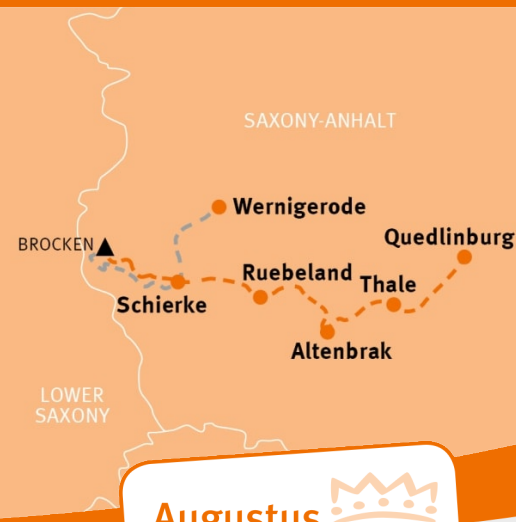 SAXONY-ANHALT
Wernigerode
BROCKEN
Quedlinburg
Ruebeland
Thale
Schierke
Altenbrak
LOWER
SAXONY
Augustus